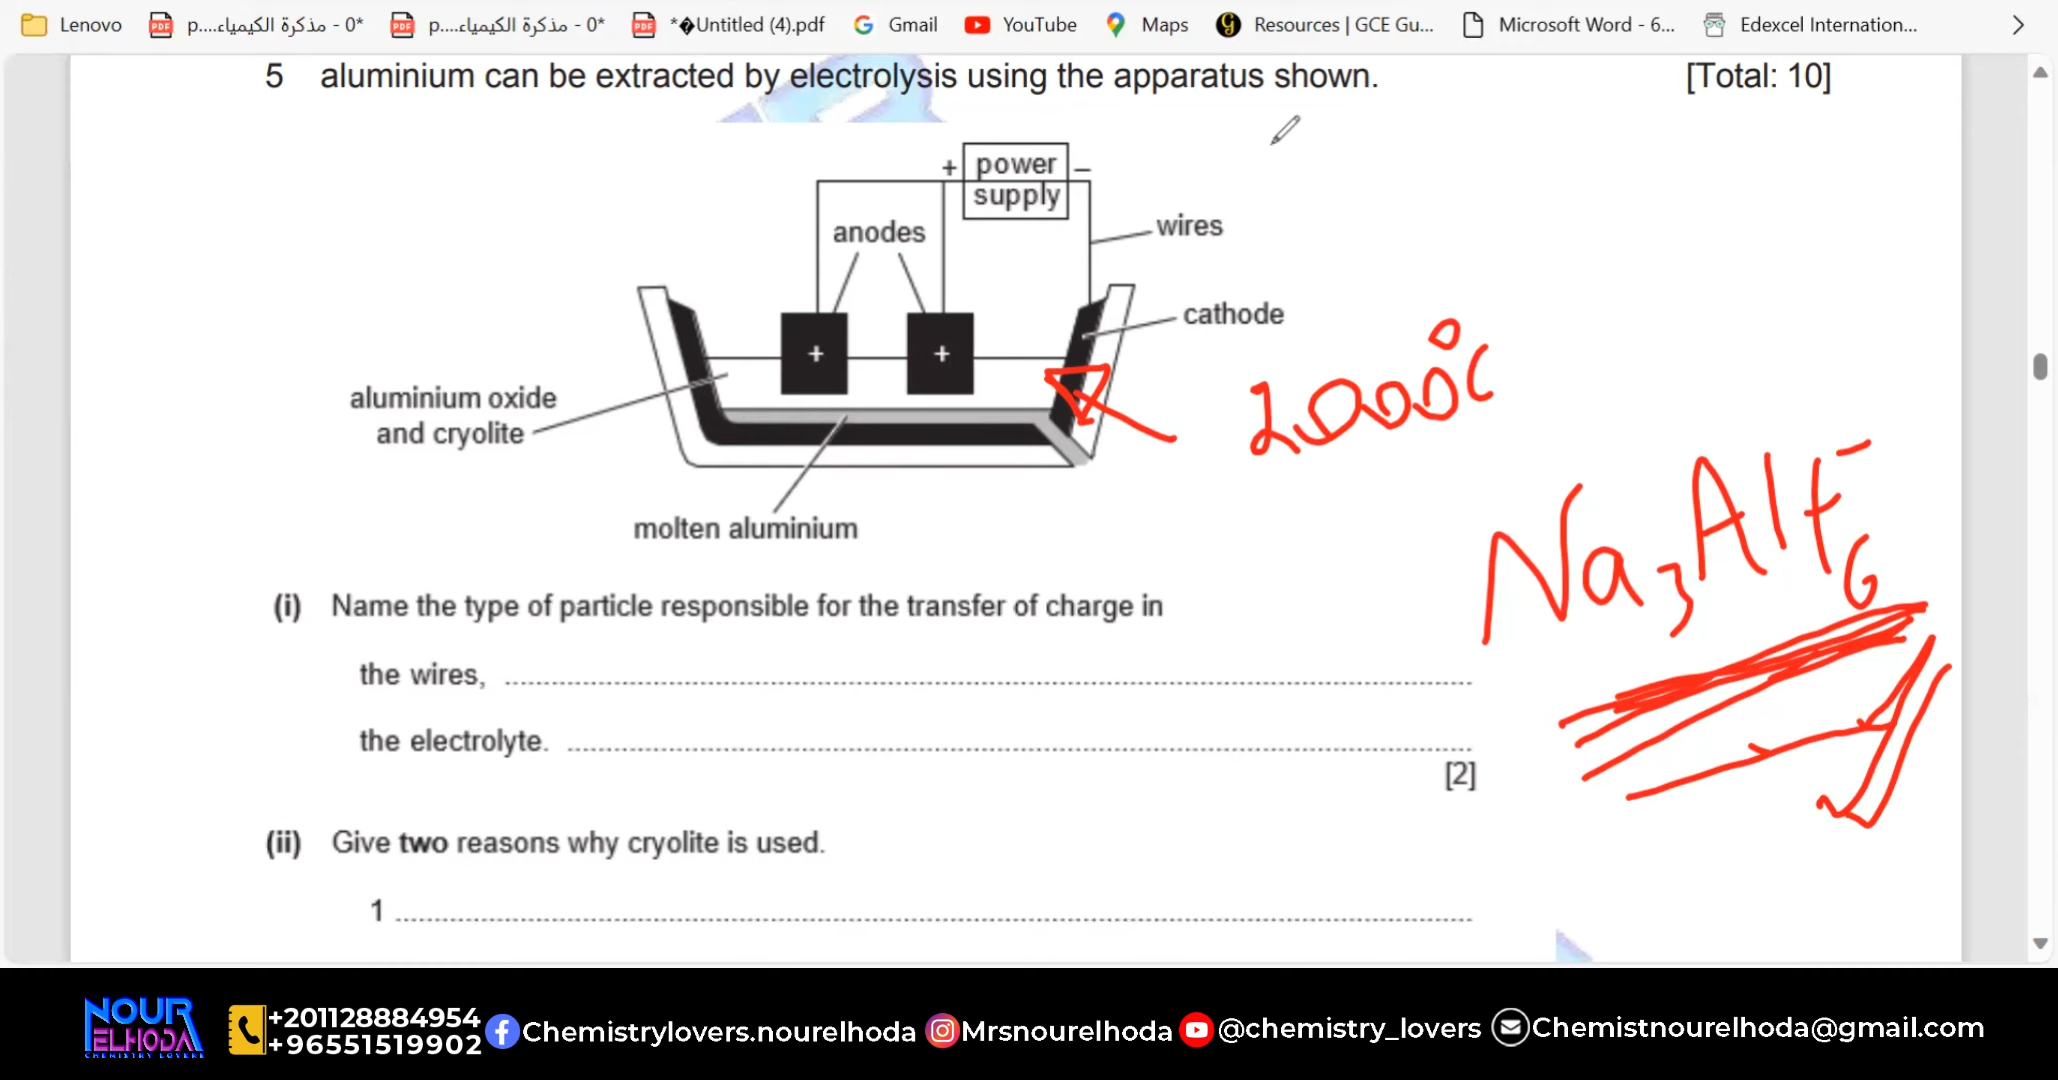 Lenovo
p....مذكرة الكيمياء - 0*
p....مذكرة الكيمياء - 0*
*�Untitled (4).pdf
Gmail
YouTube
Maps
Resources | GCE Gu...
Microsoft Word - 6...
Edexcel Internation...
5 aluminium can be extracted by electrolysis using the apparatus shown. [Total: 10]
+ power supply –
anodes
wires
+ +
cathode
aluminium oxide
and cryolite
molten aluminium
2000°C
Na3AlF6
(i) Name the type of particle responsible for the transfer of charge in
the wires, ........................................
the electrolyte. ........................................
[2]
(ii) Give two reasons why cryolite is used.
1 ........................................
NOUR
ELHODA
CHEMISTRY LOVERS
+201128884954
+96551519902
Chemistrylovers.nourelhoda
Mrsnourelhoda
@chemistry_lovers
Chemistnourelhoda@gmail.com